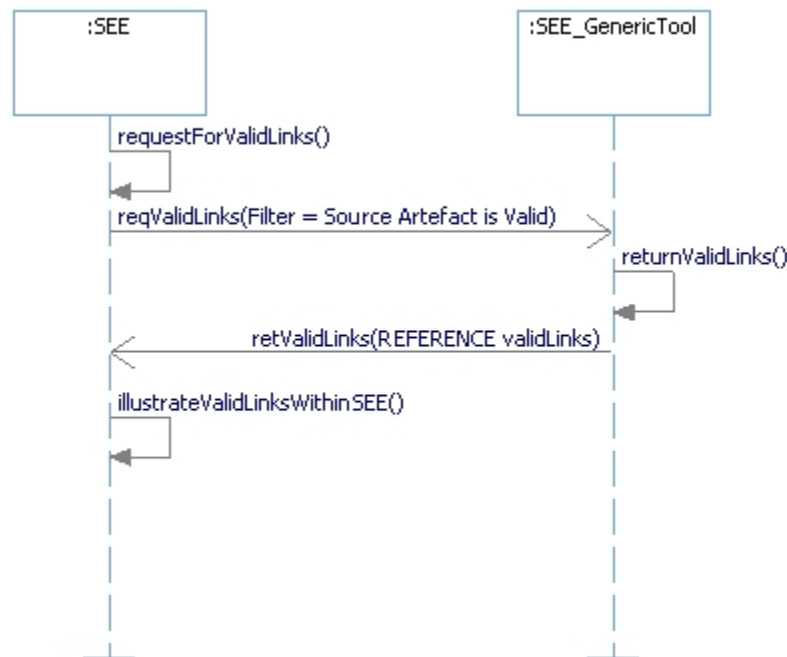 :SEE
:SEE_GenericTool
requestForValidLinks()
reqValidLinks(Filter = Source Artefact is Valid)
returnValidLinks()
retValidLinks(REFERENCE validLinks)
illustrateValidLinksWithinSEE()